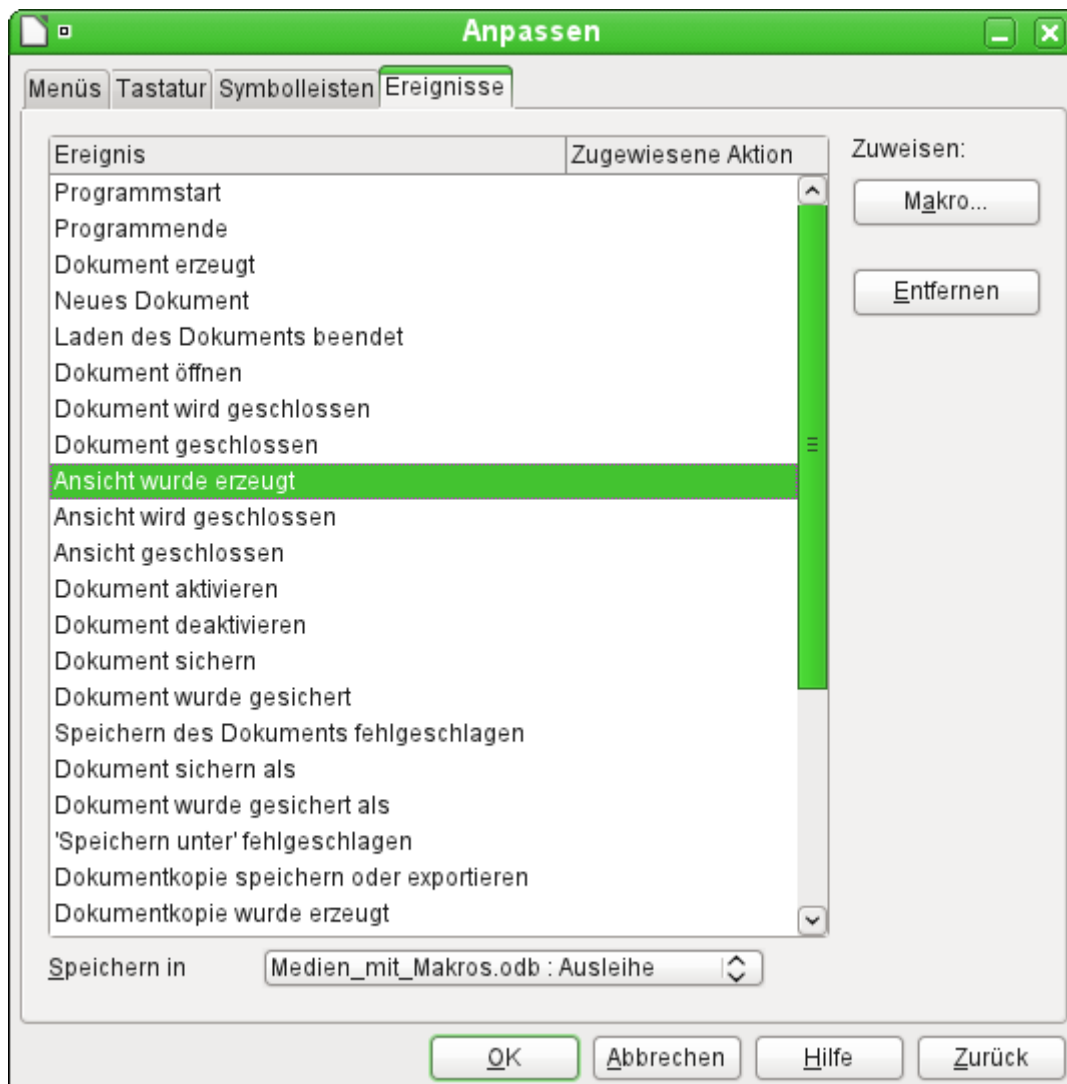 Anpassen
Menüs Tastatur Symbolleisten Ereignisse
Ereignis Zugewiesene Aktion Zuweisen:
Programmstart
Makro...
Programmende
Dokument erzeugt
Neues Dokument
Entfernen
Laden des Dokuments beendet
Dokument öffnen
Dokument wird geschlossen
Dokument geschlossen
Ansicht wurde erzeugt
Ansicht wird geschlossen
Ansicht geschlossen
Dokument aktivieren
Dokument deaktivieren
Dokument sichern
Dokument wurde gesichert
Speichern des Dokuments fehlgeschlagen
Dokument sichern als
Dokument wurde gesichert als
'Speichern unter' fehlgeschlagen
Dokumentkopie speichern oder exportieren
Dokumentkopie wurde erzeugt
Speichern in Medien_mit_Makros.odb : Ausleihe
OK Abbrechen Hilfe Zurück